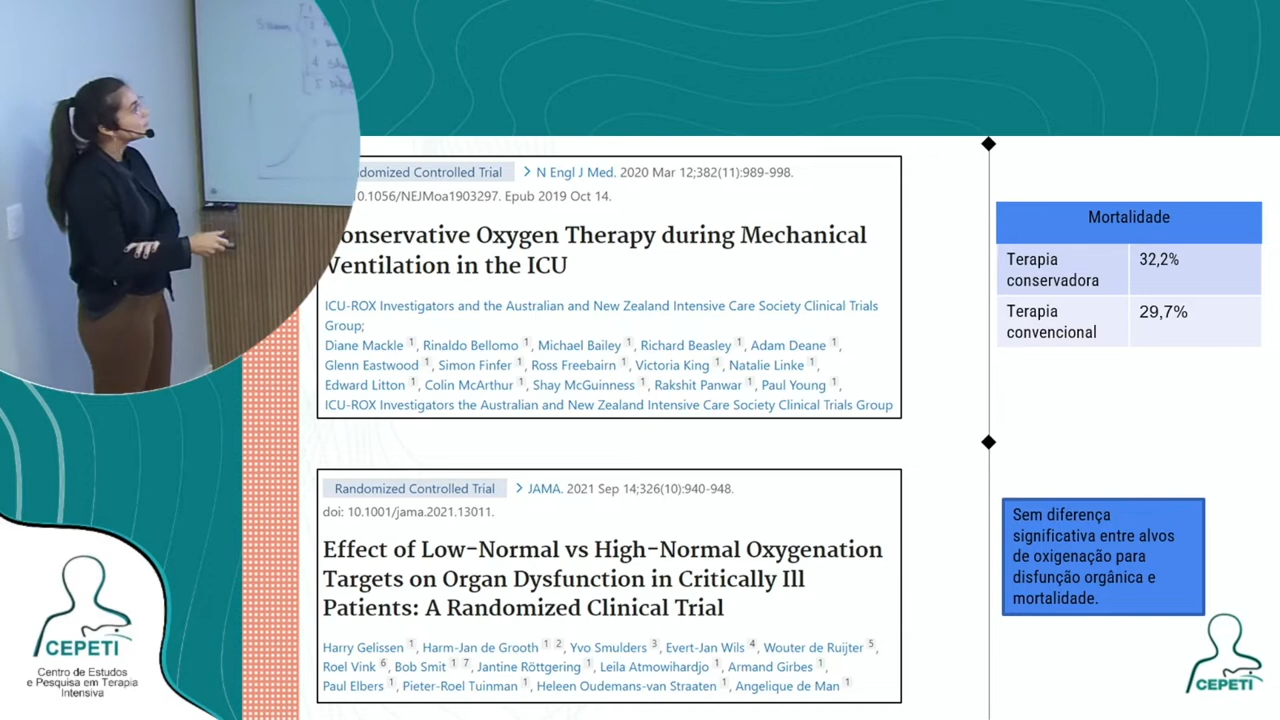 domized Controlled Trial > N Engl J Med. 2020 Mar 12;382(11):989-998.
0.1056/NEJMoa1903297. Epub 2019 Oct 14.
onservative Oxygen Therapy during Mechanical
Ventilation in the ICU
ICU-ROX Investigators and the Australian and New Zealand Intensive Care Society Clinical Trials
Group;
Diane Mackle 1, Rinaldo Bellomo 1, Michael Bailey 1, Richard Beasley 1, Adam Deane 1,
Glenn Eastwood 1, Simon Finfer 1, Ross Freebairn 1, Victoria King 1, Natalie Linke 1,
Edward Litton 1, Colin McArthur 1, Shay McGuinness 1, Rakshit Panwar 1, Paul Young 1,
ICU-ROX Investigators the Australian and New Zealand Intensive Care Society Clinical Trials Group
Mortalidade
Terapia conservadora 32,2%
Terapia convencional 29,7%
Randomized Controlled Trial > JAMA. 2021 Sep 14;326(10):940-948.
doi: 10.1001/jama.2021.13011.
Effect of Low-Normal vs High-Normal Oxygenation
Targets on Organ Dysfunction in Critically Ill
Patients: A Randomized Clinical Trial
Harry Gelissen 1, Harm-Jan de Grooth 1 2, Yvo Smulders 3, Evert-Jan Wils 4, Wouter de Ruijter 5,
Roel Vink 6, Bob Smit 1 7, Jantine Röttgering 1, Leila Atmowihardjo 1, Armand Girbes 1,
Paul Elbers 1, Pieter-Roel Tuinman 1, Heleen Oudemans-van Straaten 1, Angelique de Man 1
Sem diferença
significativa entre alvos
de oxigenação para
disfunção orgânica e
mortalidade.
CEPETI
Centro de Estudos
e Pesquisa em Terapia
Intensiva
CEPETI